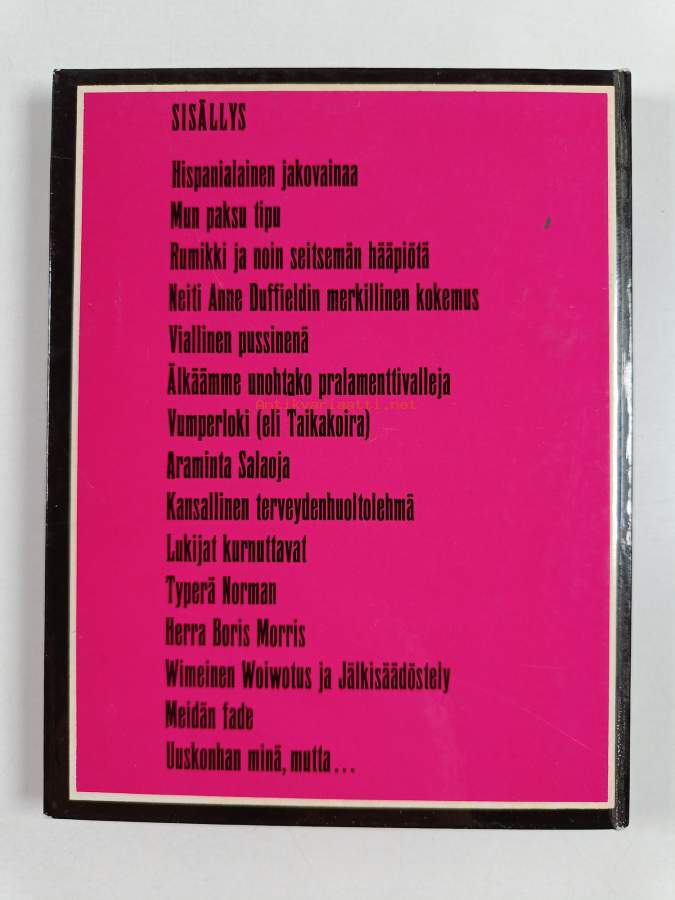 SISÄLLYS
Hispanialainen jakovainaa
Mun paksu tipu
Rumikki ja noin seitsemän hääpiötä
Neiti Anne Duffieldin merkillinen kokemus
Viallinen pussinenä
Älkäämme unohtako pralamenttivalleja
Antikvariaatti.net
Vumperloki (eli Taikakoira)
Araminta Salaoja
Kansallinen terveydenhuoltolehmä
Lukijat kurnuttavat
Typerä Norman
Herra Boris Morris
Wimeinen Woiwotus ja Jälkisäädöstely
Meidän fade
Uuskonhan minä, mutta...